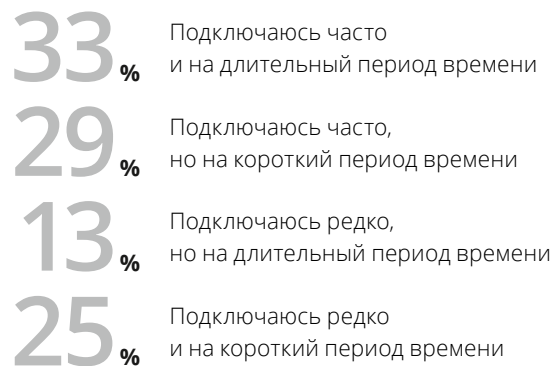 33% Подключаюсь часто
и на длительный период времени
29% Подключаюсь часто,
но на короткий период времени
13% Подключаюсь редко,
но на длительный период времени
25% Подключаюсь редко
и на короткий период времени